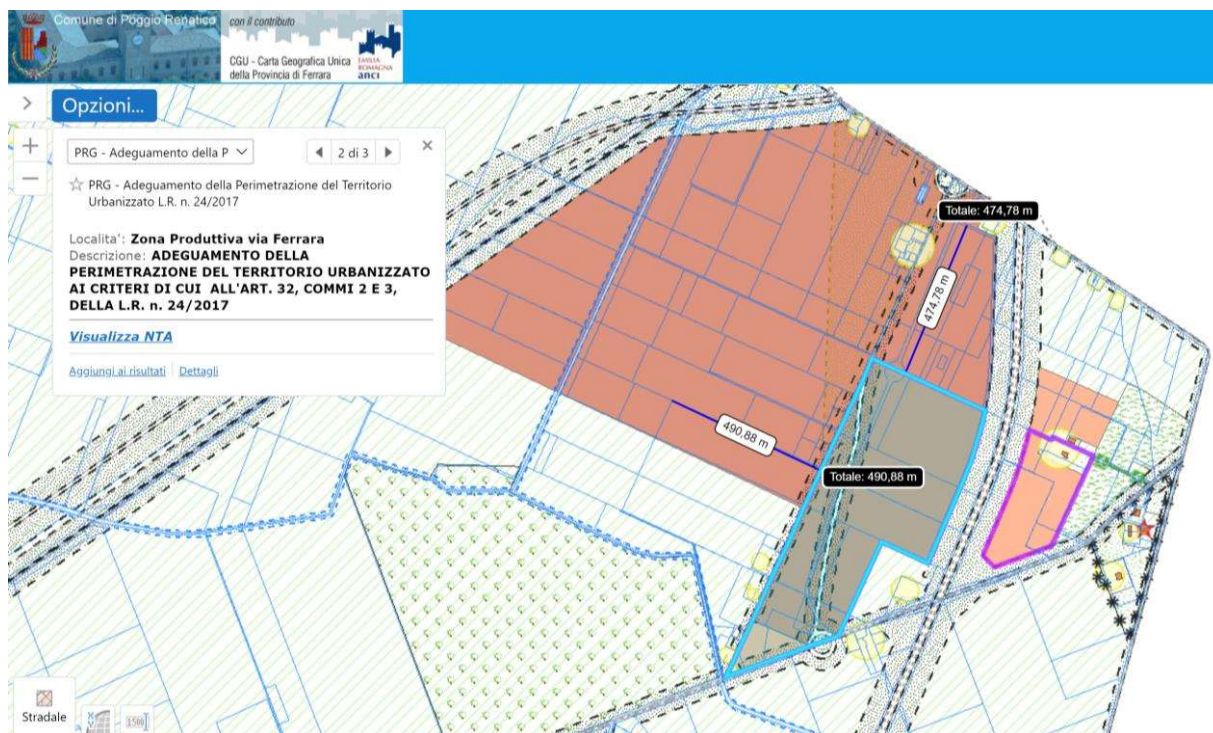 Comune di Poggio Renatico
con il contributo
CGU - Carta Geografica Unica
della Provincia di Ferrara
EMILIA
ROMAGNA
anci
Opzioni...
PRG - Adeguamento della P
2 di 3
PRG - Adeguamento della Perimetrazione del Territorio
Urbanizzato L.R. n. 24/2017
Localita': Zona Produttiva via Ferrara
Descrizione: ADEGUAMENTO DELLA
PERIMETRAZIONE DEL TERRITORIO URBANIZZATO
AI CRITERI DI CUI ALL'ART. 32, COMMI 2 E 3,
DELLA L.R. n. 24/2017
Visualizza NTA
Aggiungi ai risultati
Dettagli
Totale: 474,78 m
474,78 m
490,88 m
Totale: 490,88 m
Stradale
1500